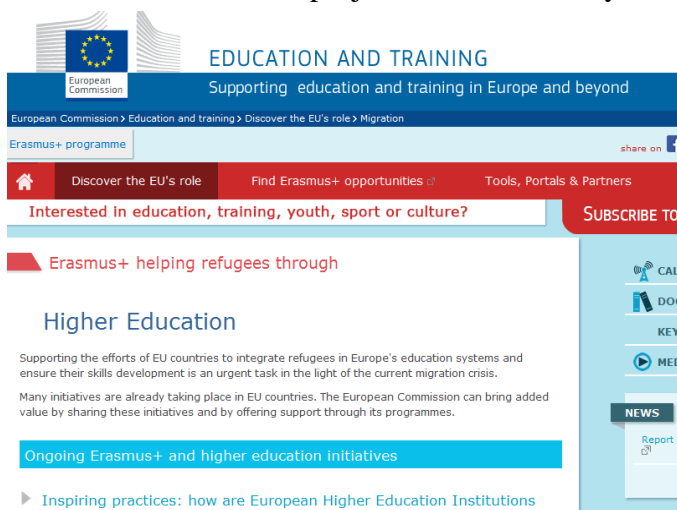 EDUCATION AND TRAINING
European
Commission
Supporting education and training in Europe and beyond
European Commission > Education and training > Discover the EU's role > Migration
Erasmus+ programme
share on
Discover the EU's role Find Erasmus+ opportunities Tools, Portals & Partners
Interested in education, training, youth, sport or culture?
SUBSCRIBE TO
Erasmus+ helping refugees through
Higher Education
Supporting the efforts of EU countries to integrate refugees in Europe's education systems and
ensure their skills development is an urgent task in the light of the current migration crisis.
Many initiatives are already taking place in EU countries. The European Commission can bring added
value by sharing these initiatives and by offering support through its programmes.
Ongoing Erasmus+ and higher education initiatives
Inspiring practices: how are European Higher Education Institutions
CAL
DOC
KEY
MED
NEWS
Report